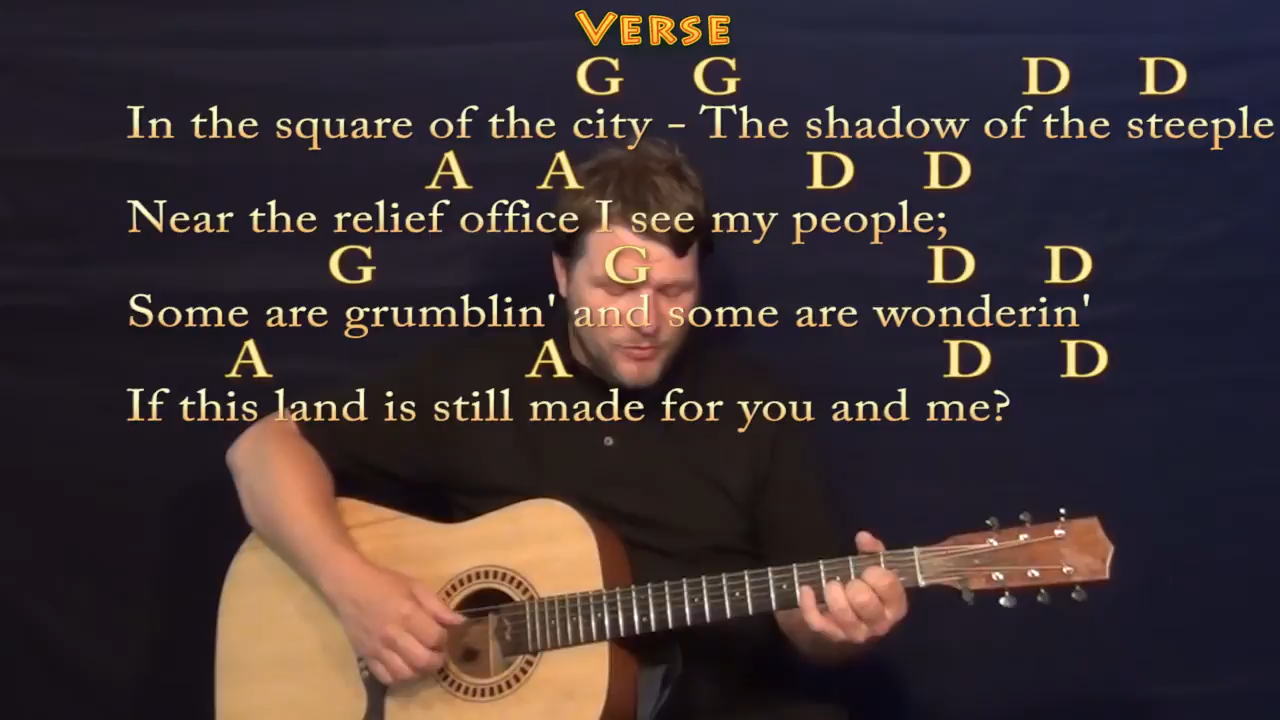 VERSE
G G D D
In the square of the city - The shadow of the steeple
A A D D
Near the relief office I see my people;
G G D D
Some are grumblin' and some are wonderin'
A A D D
If this land is still made for you and me?